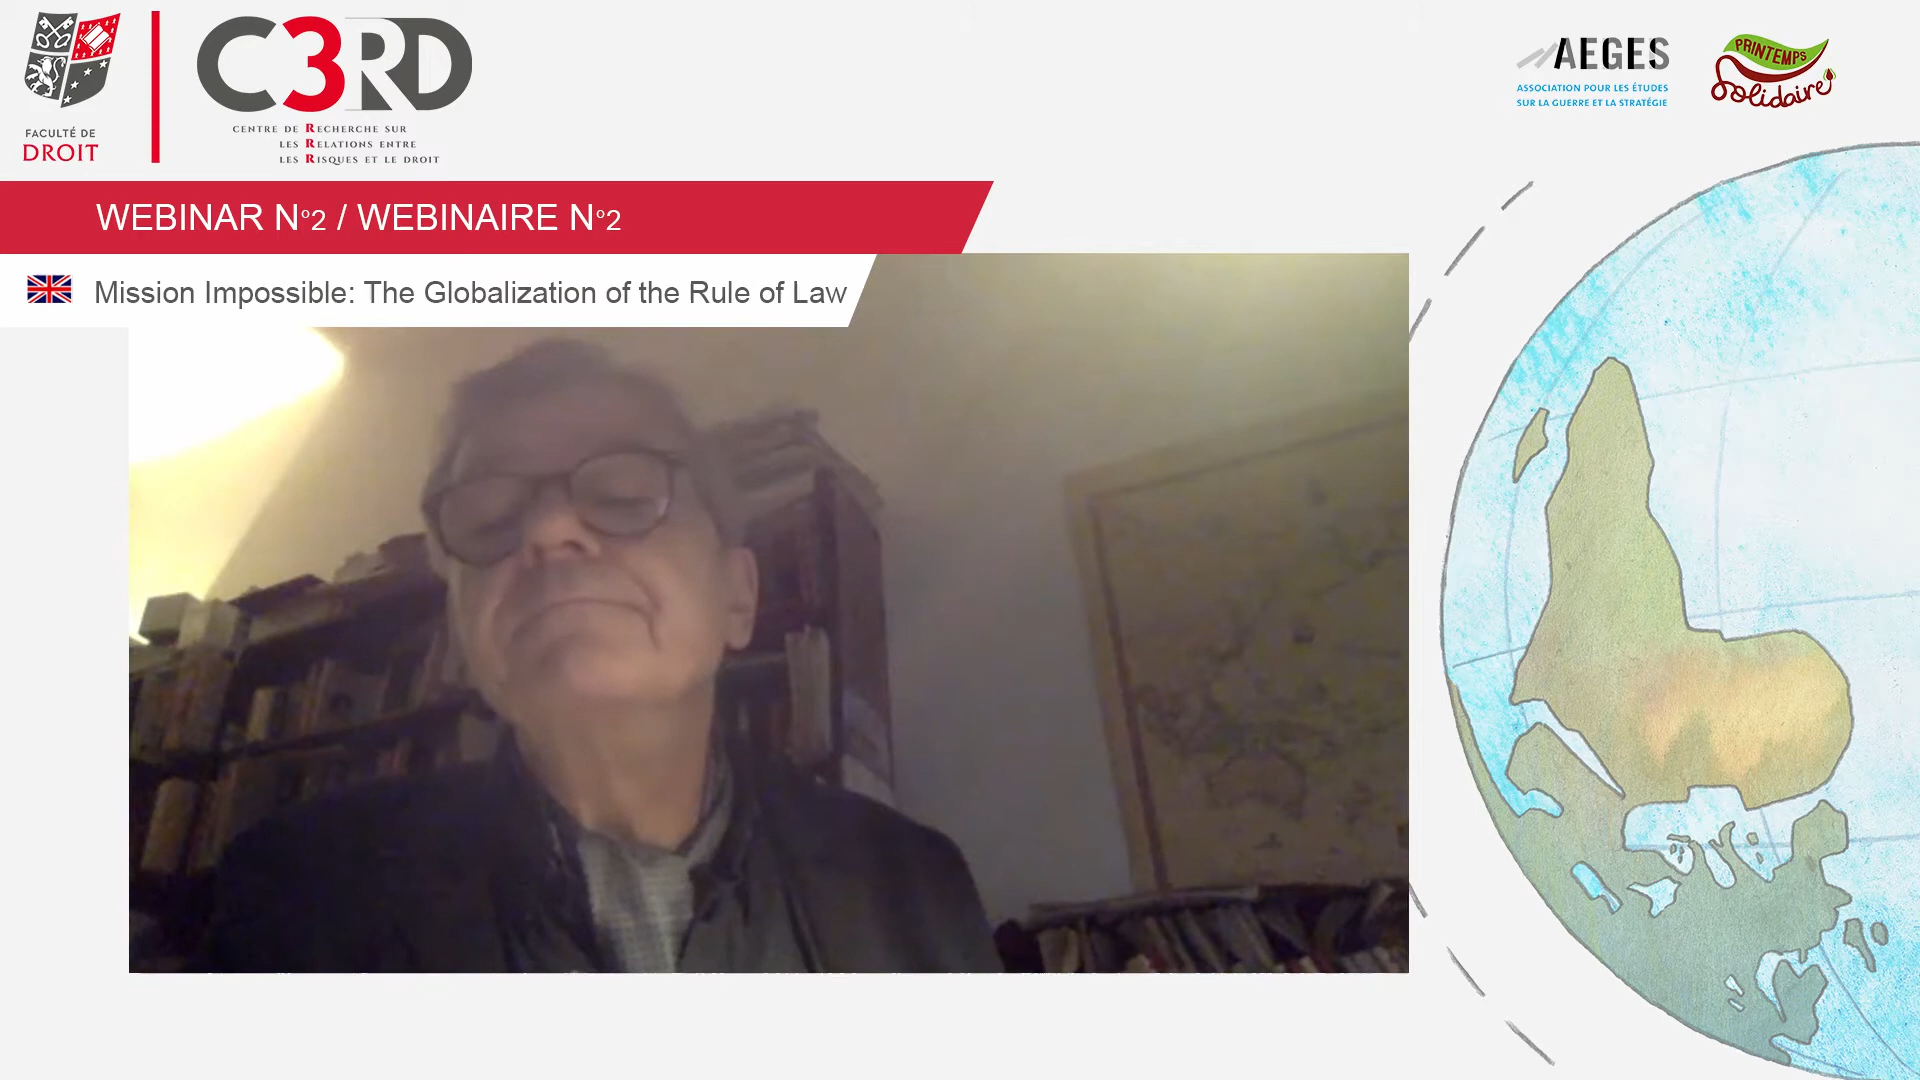 FACULTÉ DE
DROIT
C3RD
CENTRE DE RECHERCHE SUR
LES RELATIONS ENTRE
LES RISQUES ET LE DROIT
AEGES
ASSOCIATION POUR LES ÉTUDES
SUR LA GUERRE ET LA STRATÉGIE
PRINTEMPS
Solidaire
WEBINAR N°2 / WEBINAIRE N°2
Mission Impossible: The Globalization of the Rule of Law